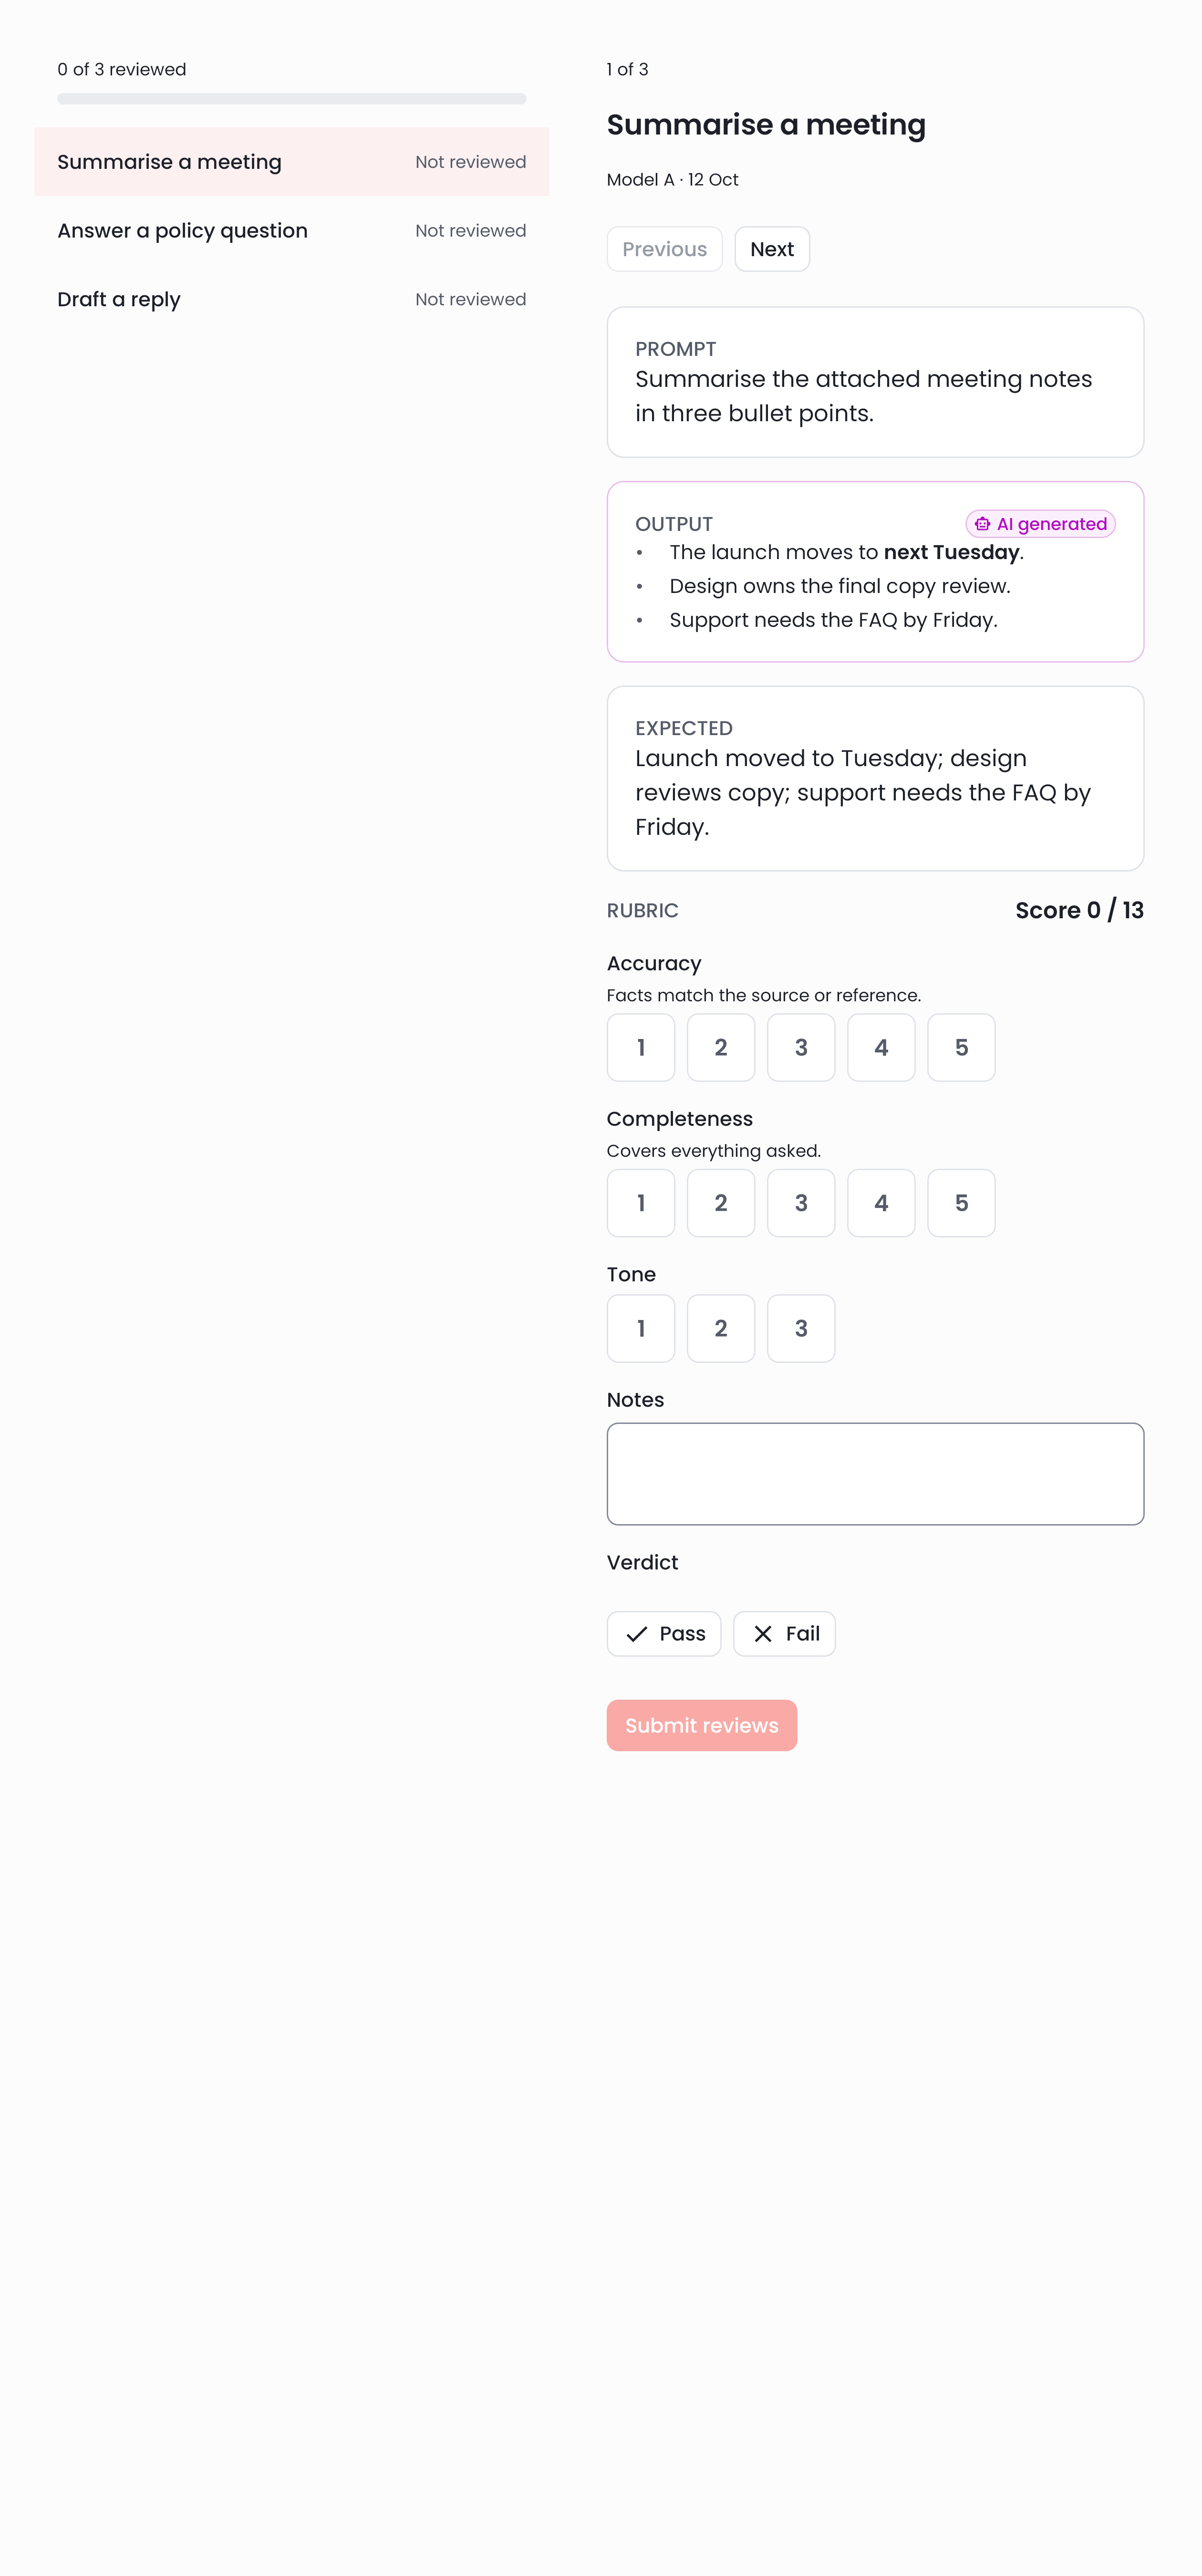 0 of 3 reviewed
Summarise a meeting Not reviewed
Answer a policy question Not reviewed
Draft a reply Not reviewed
1 of 3
Summarise a meeting
Model A · 12 Oct
Previous Next
PROMPT
Summarise the attached meeting notes
in three bullet points.
OUTPUT AI generated
• The launch moves to next Tuesday.
• Design owns the final copy review.
• Support needs the FAQ by Friday.
EXPECTED
Launch moved to Tuesday; design
reviews copy; support needs the FAQ by
Friday.
RUBRIC Score 0 / 13
Accuracy
Facts match the source or reference.
1 2 3 4 5
Completeness
Covers everything asked.
1 2 3 4 5
Tone
1 2 3
Notes
Verdict
Pass Fail
Submit reviews